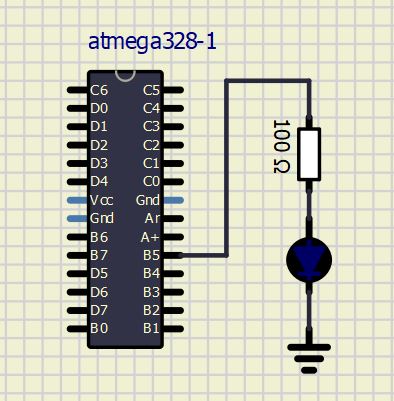 atmega328-1
C6 C5
D0 C4
D1 C3
D2 C2
D3 C1
D4 C0
Vcc Gnd
Gnd Ar
B6 A+
B7 B5
D5 B4
D6 B3
D7 B2
B0 B1
100 Ω